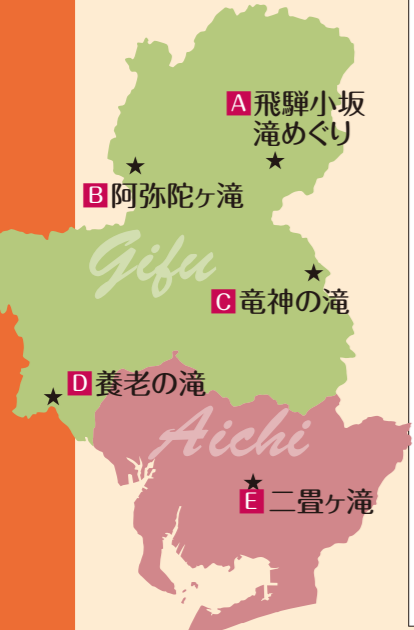 A 飛騨小坂
滝めぐり
B 阿弥陀ヶ滝
Gifu
C 竜神の滝
D 養老の滝
Aichi
E 二畳ヶ滝